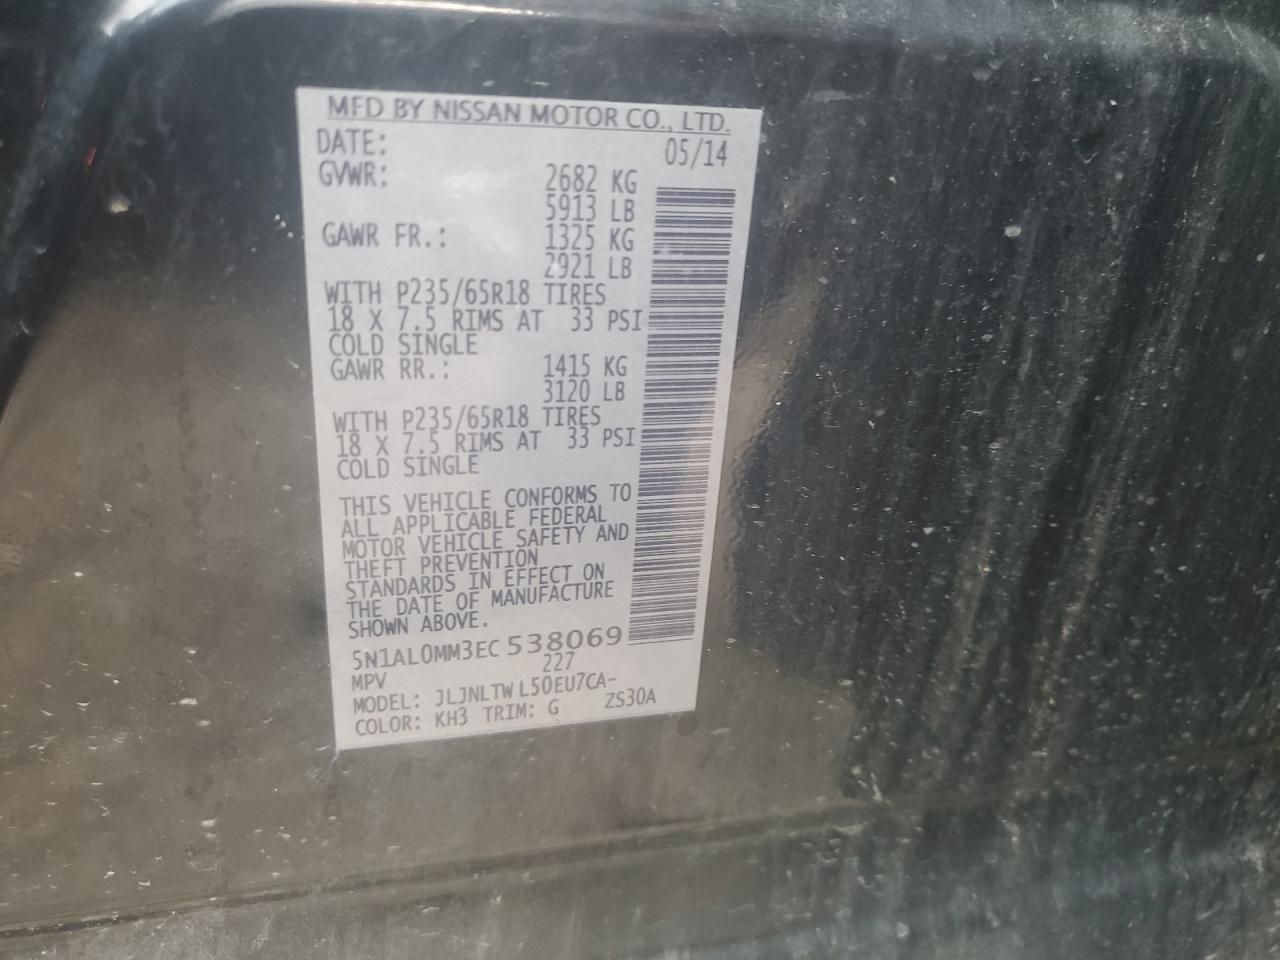 MFD BY NISSAN MOTOR CO., LTD.
DATE: 05/14
GVWR: 2682 KG
5913 LB
GAWR FR.: 1325 KG
2921 LB
WITH P235/65R18 TIRES
18 X 7.5 RIMS AT 33 PSI
COLD SINGLE
GAWR RR.: 1415 KG
3120 LB
WITH P235/65R18 TIRES
18 X 7.5 RIMS AT 33 PSI
COLD SINGLE
THIS VEHICLE CONFORMS TO
ALL APPLICABLE FEDERAL
MOTOR VEHICLE SAFETY AND
THEFT PREVENTION
STANDARDS IN EFFECT ON
THE DATE OF MANUFACTURE
SHOWN ABOVE.
5N1AL0MM3EC538069
MPV 227
MODEL: JLJNLTWL50EU7CA-
COLOR: KH3 TRIM: G ZS30A